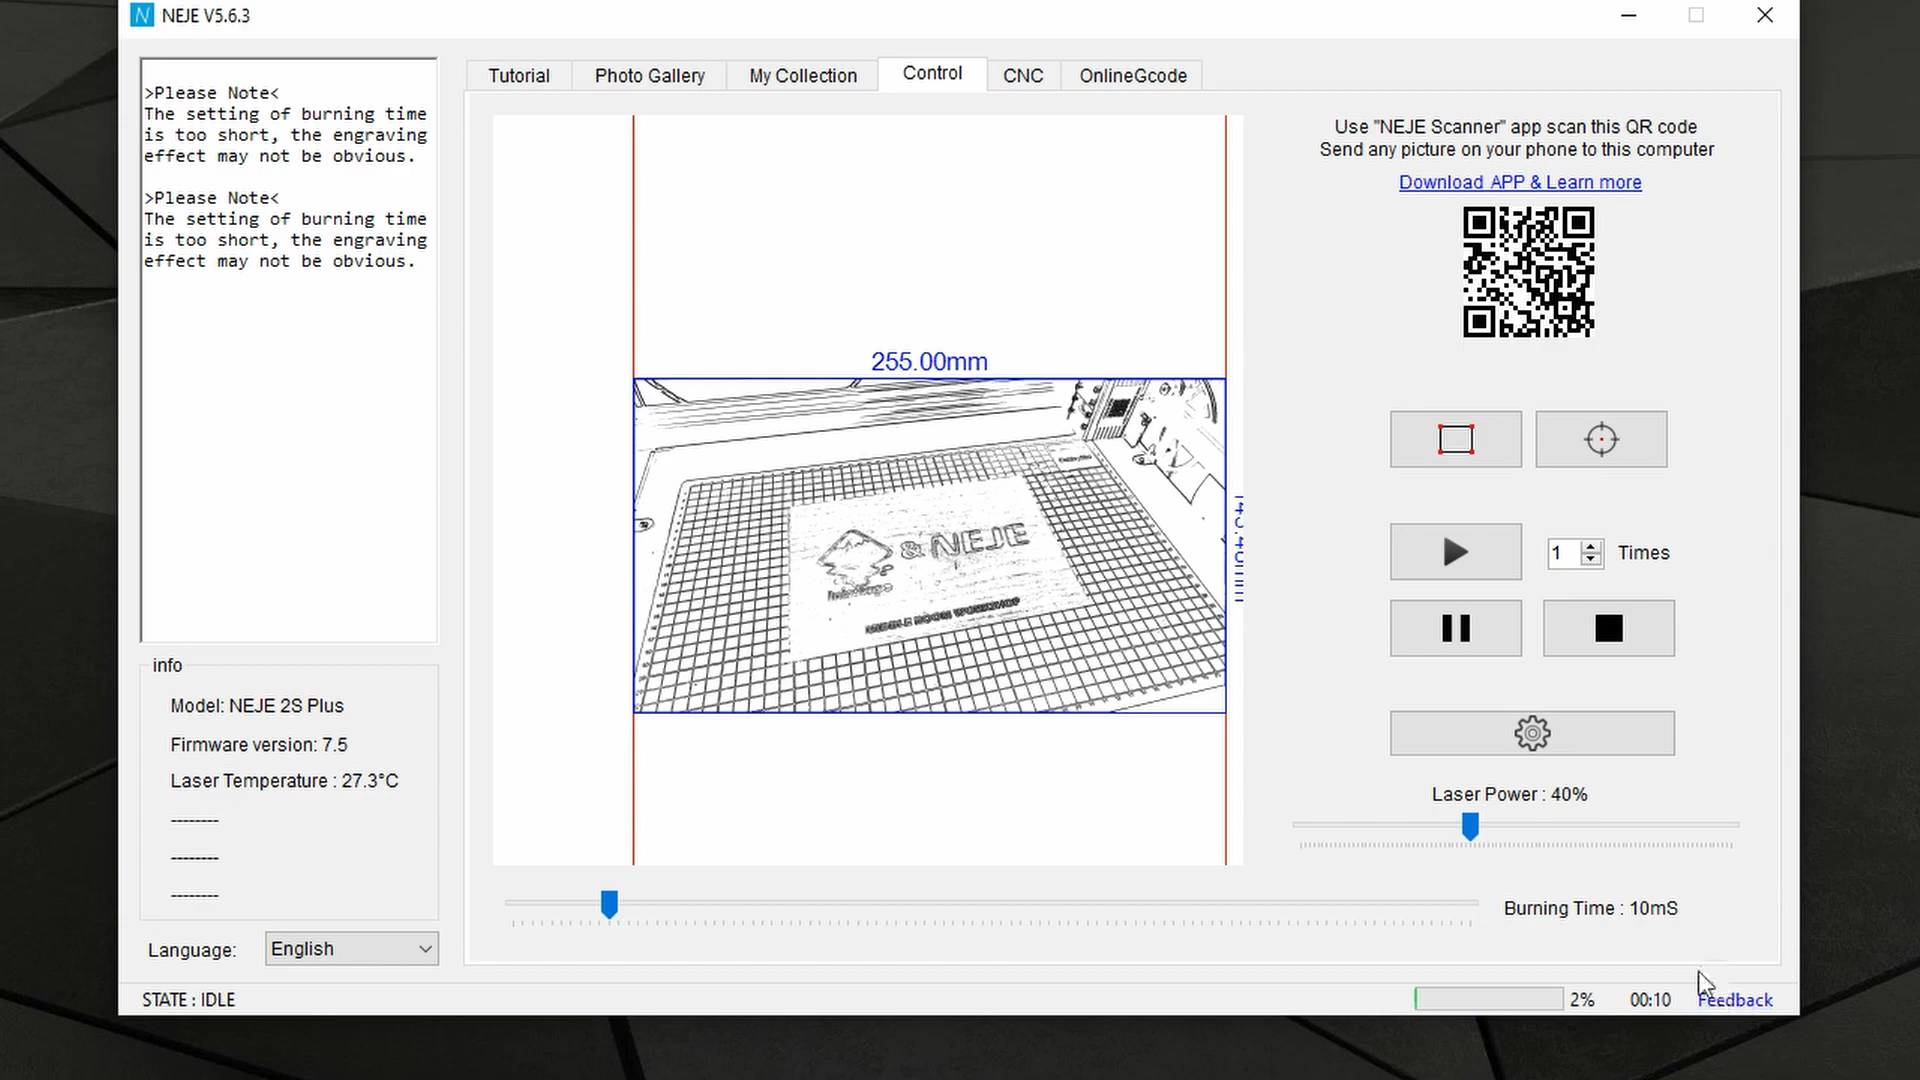 NEJE V5.6.3
>Please Note<
The setting of burning time
is too short, the engraving
effect may not be obvious.
>Please Note<
The setting of burning time
is too short, the engraving
effect may not be obvious.
info
Model: NEJE 2S Plus
Firmware version: 7.5
Laser Temperature : 27.3°C
--------
--------
--------
Language: English
STATE : IDLE
Tutorial Photo Gallery My Collection Control CNC OnlineGcode
255.00mm
& NEJE
MIDDLE ROOM WORKSHOP
Use "NEJE Scanner" app scan this QR code
Send any picture on your phone to this computer
Download APP & Learn more
1 Times
Laser Power : 40%
Burning Time : 10mS
2% 00:10 Feedback